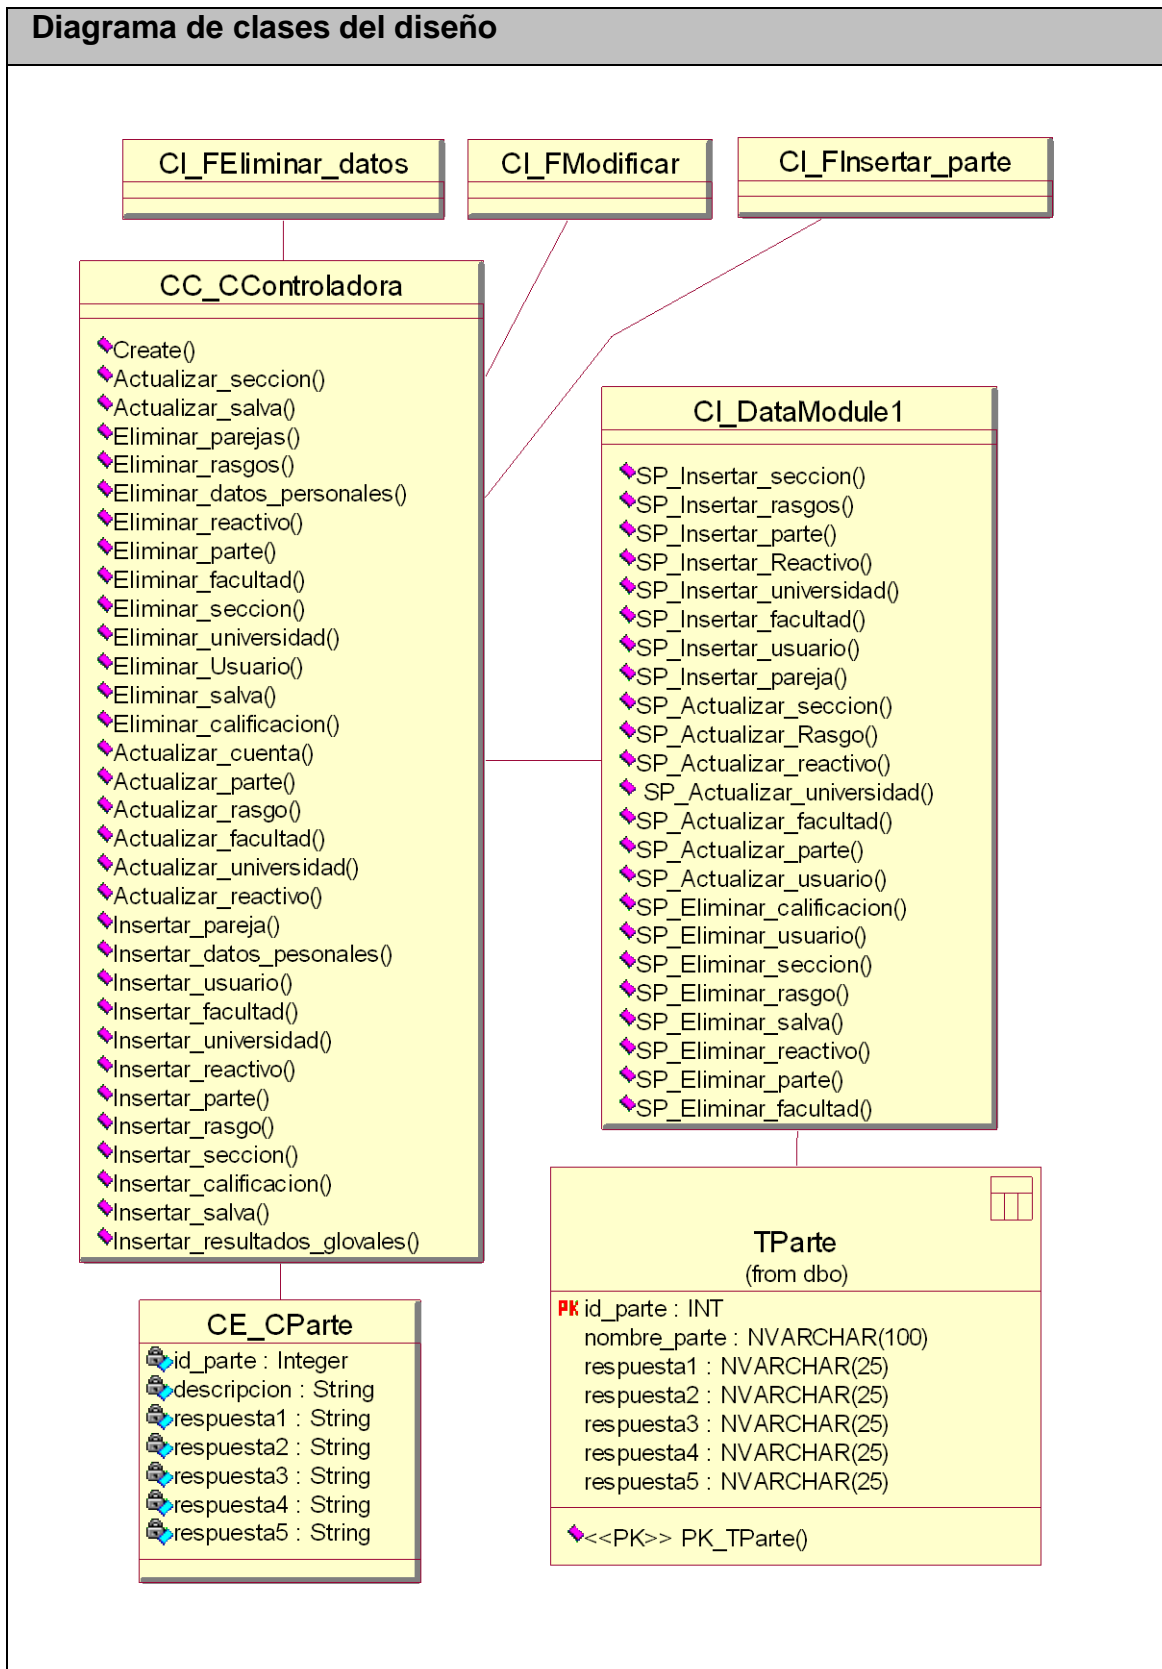 Diagrama de clases del diseño
CI_FEliminar_datos
CI_FModificar
CI_FInsertar_parte
CC_CControladora
Create()
Actualizar_seccion()
Actualizar_salva()
Eliminar_parejas()
Eliminar_rasgos()
Eliminar_datos_personales()
Eliminar_reactivo()
Eliminar_parte()
Eliminar_facultad()
Eliminar_seccion()
Eliminar_universidad()
Eliminar_Usuario()
Eliminar_salva()
Eliminar_calificacion()
Actualizar_cuenta()
Actualizar_parte()
Actualizar_rasgo()
Actualizar_facultad()
Actualizar_universidad()
Actualizar_reactivo()
Insertar_pareja()
Insertar_datos_pesonales()
Insertar_usuario()
Insertar_facultad()
Insertar_universidad()
Insertar_reactivo()
Insertar_parte()
Insertar_rasgo()
Insertar_seccion()
Insertar_calificacion()
Insertar_salva()
Insertar_resultados_glovales()
CI_DataModule1
SP_Insertar_seccion()
SP_Insertar_rasgos()
SP_Insertar_parte()
SP_Insertar_Reactivo()
SP_Insertar_universidad()
SP_Insertar_facultad()
SP_Insertar_usuario()
SP_Insertar_pareja()
SP_Actualizar_seccion()
SP_Actualizar_Rasgo()
SP_Actualizar_reactivo()
SP_Actualizar_universidad()
SP_Actualizar_facultad()
SP_Actualizar_parte()
SP_Actualizar_usuario()
SP_Eliminar_calificacion()
SP_Eliminar_usuario()
SP_Eliminar_seccion()
SP_Eliminar_rasgo()
SP_Eliminar_salva()
SP_Eliminar_reactivo()
SP_Eliminar_parte()
SP_Eliminar_facultad()
CE_CParte
id_parte : Integer
descripcion : String
respuesta1 : String
respuesta2 : String
respuesta3 : String
respuesta4 : String
respuesta5 : String
TParte
(from dbo)
PK id_parte : INT
nombre_parte : NVARCHAR(100)
respuesta1 : NVARCHAR(25)
respuesta2 : NVARCHAR(25)
respuesta3 : NVARCHAR(25)
respuesta4 : NVARCHAR(25)
respuesta5 : NVARCHAR(25)
<<PK>> PK_TParte()